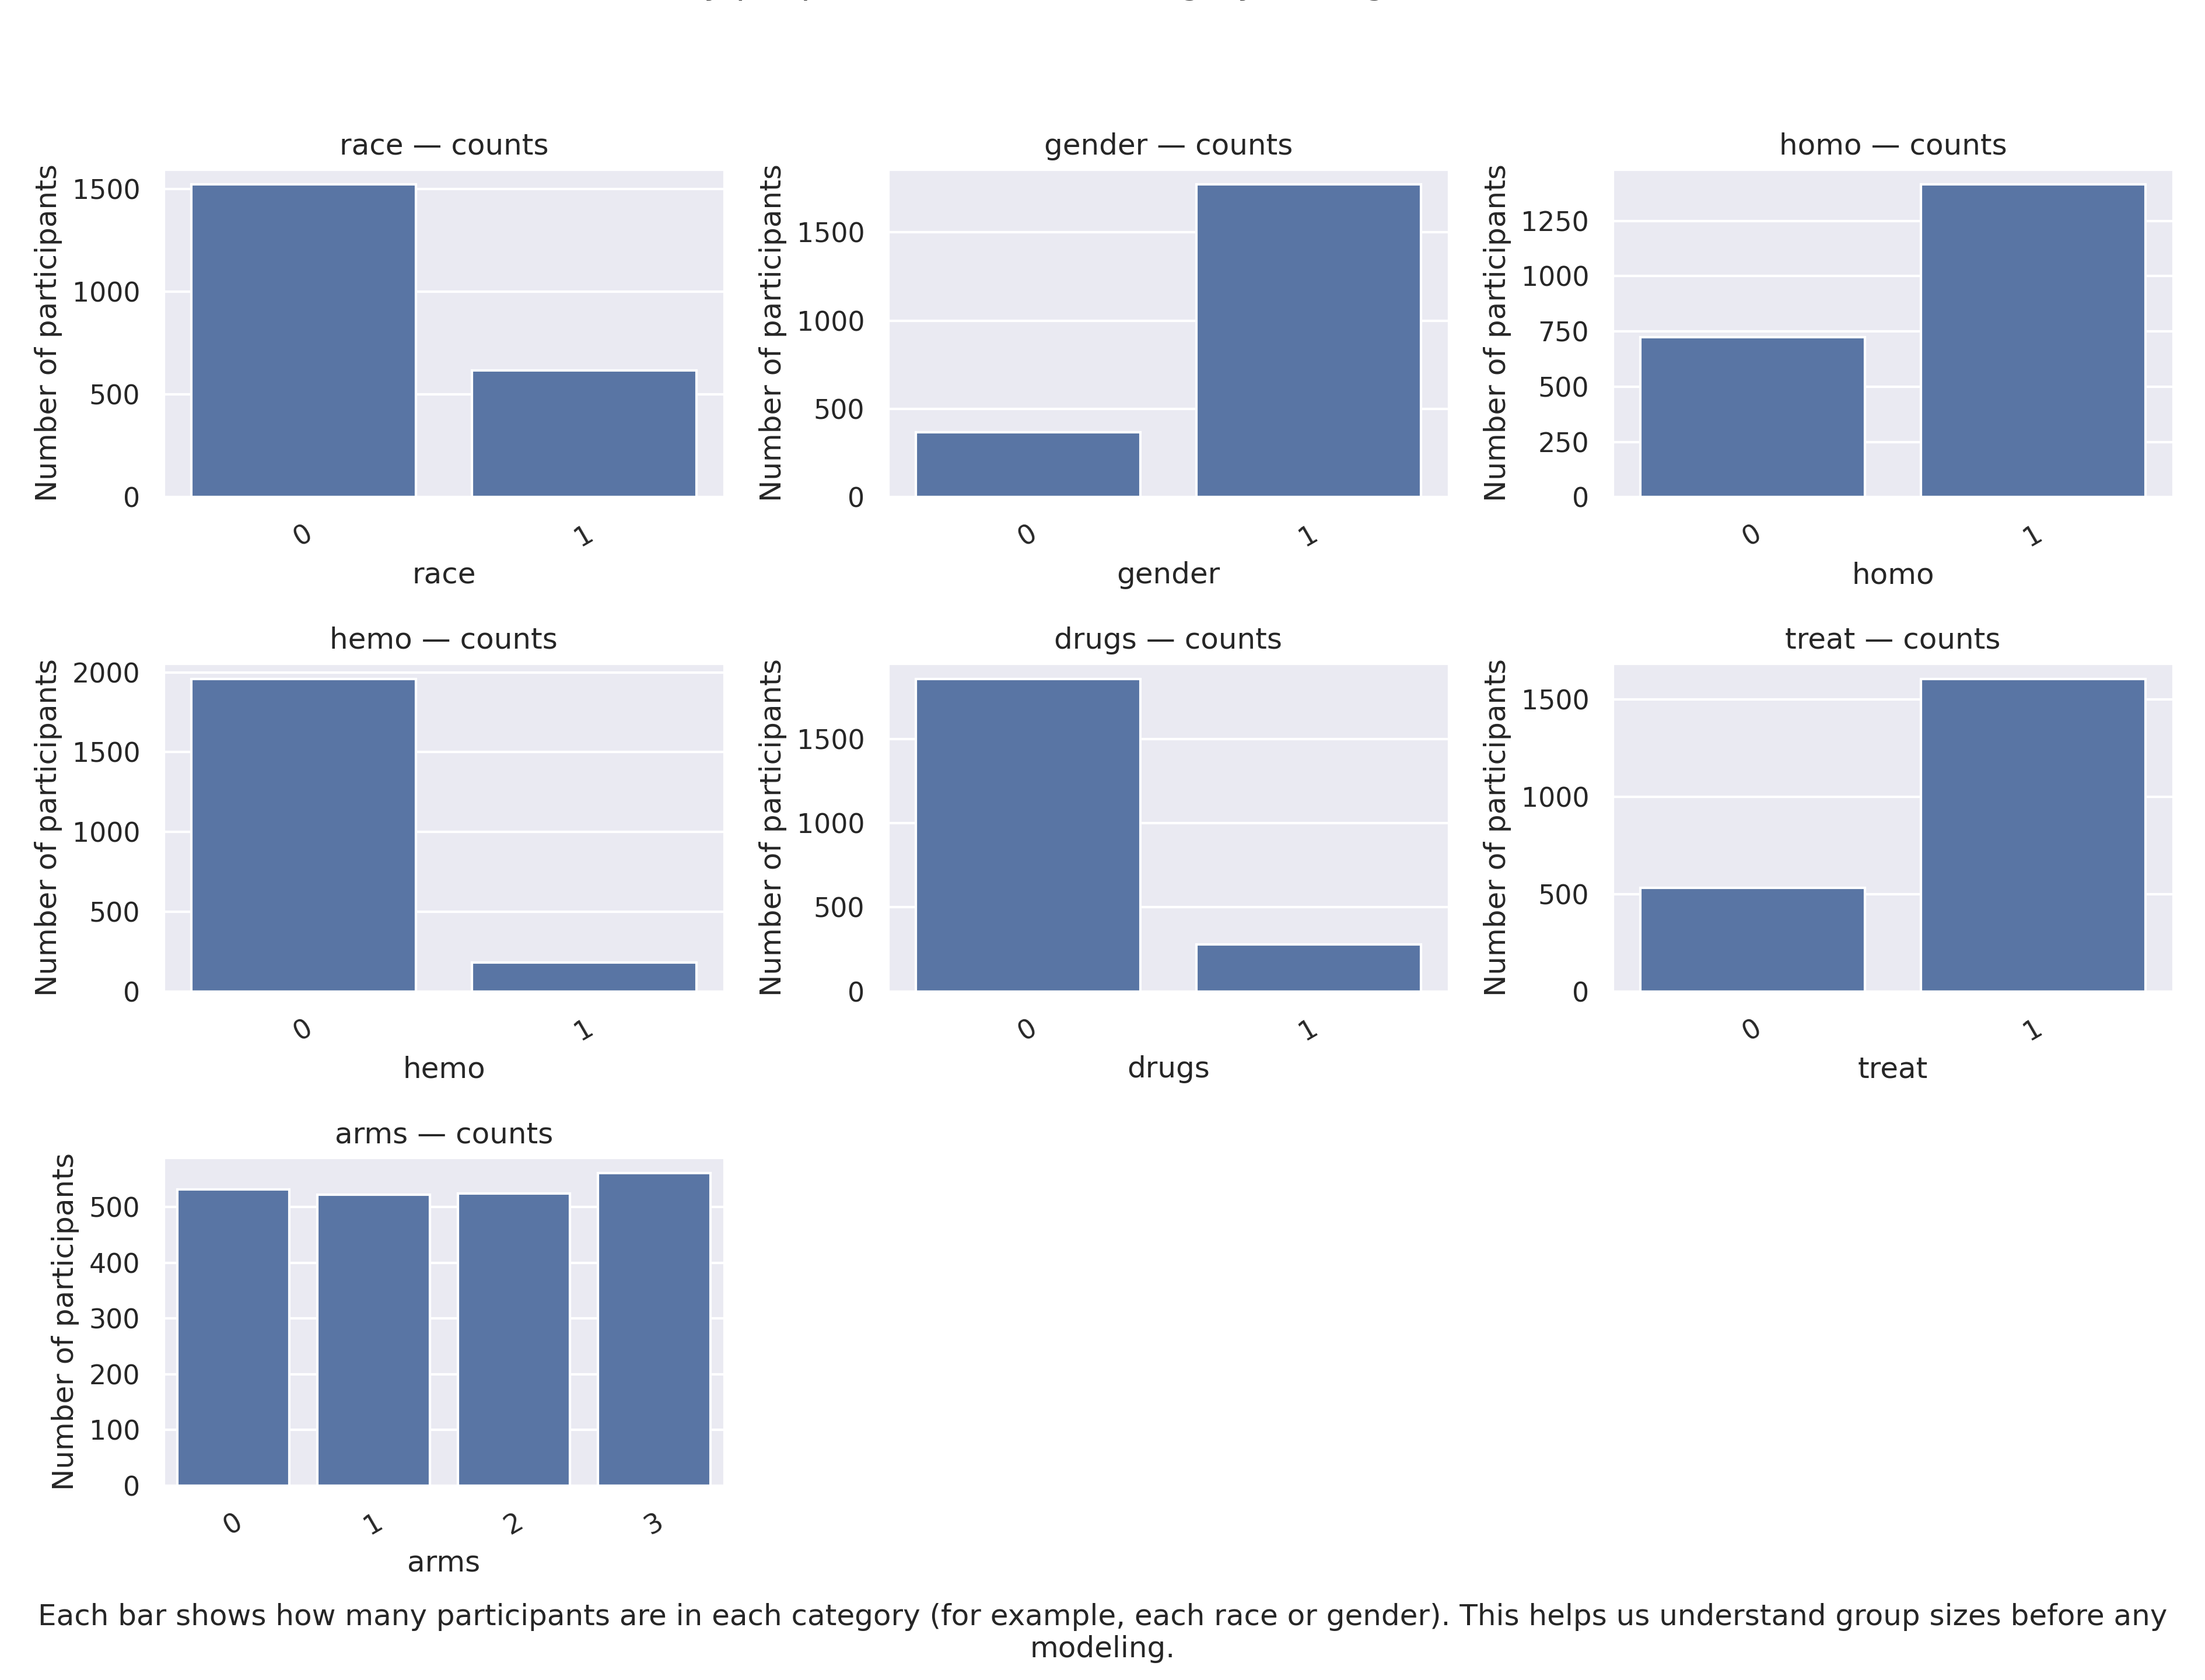 race — counts
Number of participants
1500
1000
500
0
0
1
race
gender — counts
Number of participants
1500
1000
500
0
0
1
gender
homo — counts
Number of participants
1250
1000
750
500
250
0
0
1
homo
hemo — counts
Number of participants
2000
1500
1000
500
0
0
1
hemo
drugs — counts
Number of participants
1500
1000
500
0
0
1
drugs
treat — counts
Number of participants
1500
1000
500
0
0
1
treat
arms — counts
Number of participants
500
400
300
200
100
0
0
1
2
3
arms
Each bar shows how many participants are in each category (for example, each race or gender). This helps us understand group sizes before any
modeling.